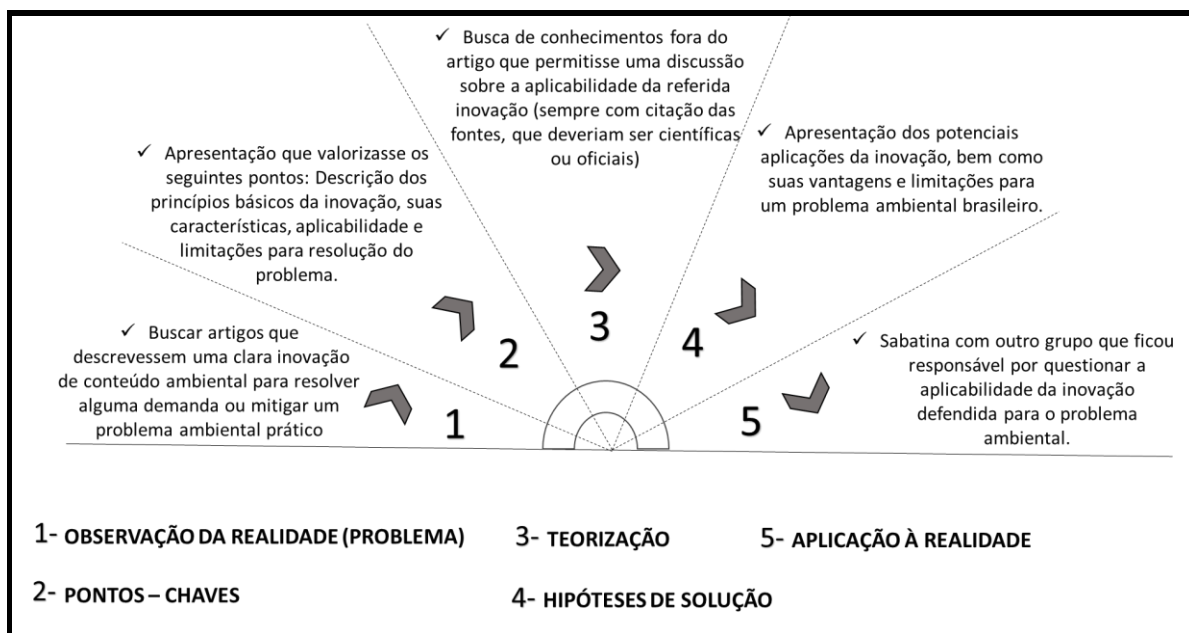 ✓ Buscar artigos que
descrevessem uma clara inovação
de conteúdo ambiental para resolver
alguma demanda ou mitigar um
problema ambiental prático
1
✓ Apresentação que valorizasse os
seguintes pontos: Descrição dos
princípios básicos da inovação, suas
características, aplicabilidade e
limitações para resolução do
problema.
2
✓ Busca de conhecimentos fora do
artigo que permitisse uma discussão
sobre a aplicabilidade da referida
inovação (sempre com citação das
fontes, que deveriam ser científicas
ou oficiais)
3
✓ Apresentação dos potenciais
aplicações da inovação, bem como
suas vantagens e limitações para
um problema ambiental brasileiro.
4
✓ Sabatina com outro grupo que ficou
responsável por questionar a
aplicabilidade da inovação
defendida para o problema
ambiental.
5
1- OBSERVAÇÃO DA REALIDADE (PROBLEMA)
2- PONTOS – CHAVES
3- TEORIZAÇÃO
4- HIPÓTESES DE SOLUÇÃO
5- APLICAÇÃO À REALIDADE